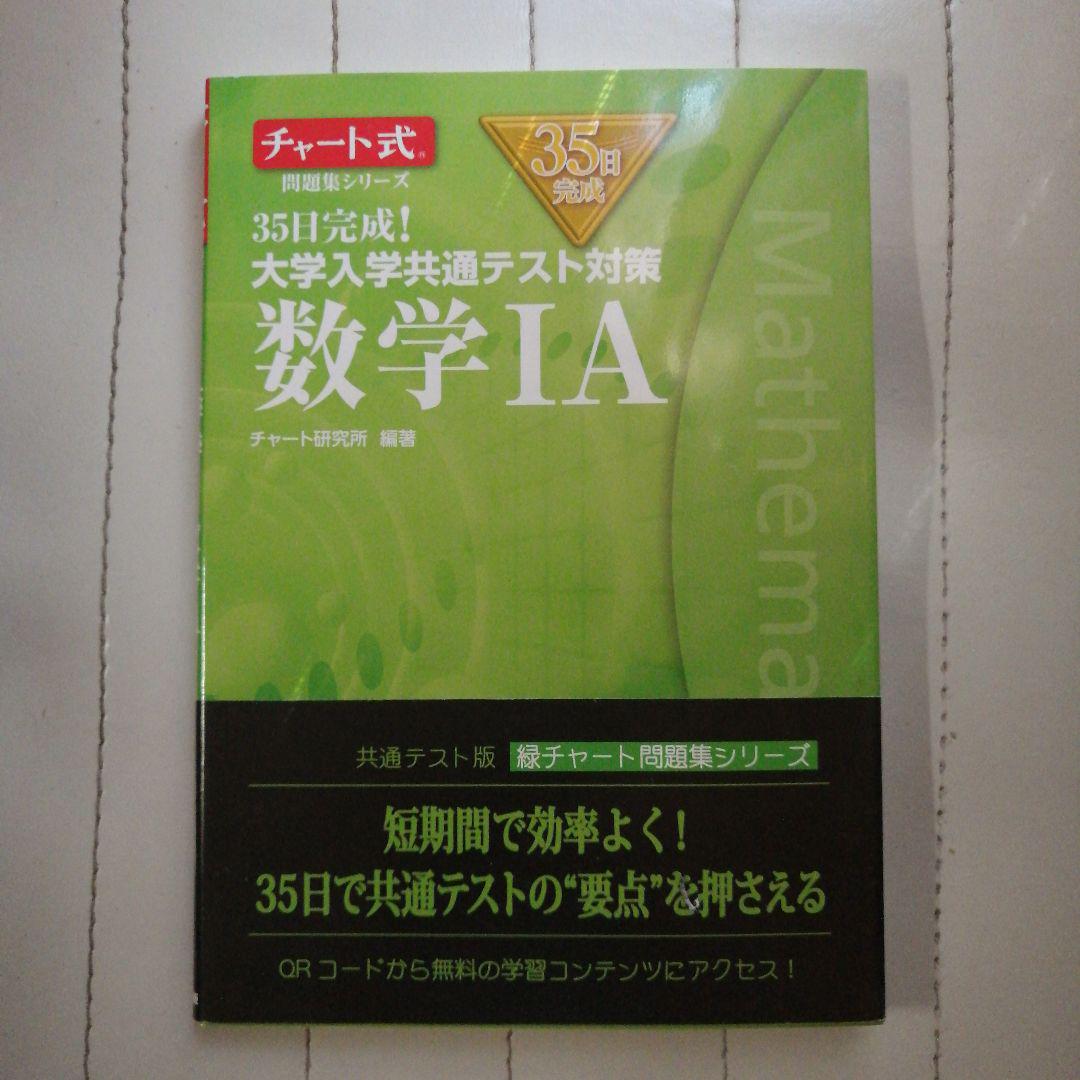 チャート式®
問題集シリーズ
35日
完成
35日完成!
大学入学共通テスト対策
数学IA
チャート研究所 編著
Mathema
共通テスト版 緑チャート問題集シリーズ
短期間で効率よく!
35日で共通テストの“要点”を押さえる
QRコードから無料の学習コンテンツにアクセス!